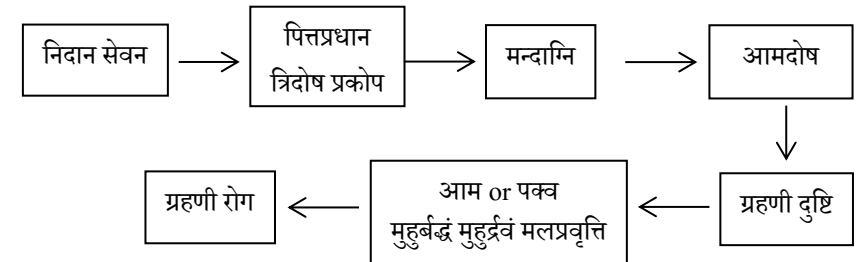 निदान सेवन
पित्तप्रधान
त्रिदोष प्रकोप
मन्दाग्नि
आमदोष
ग्रहणी दुष्टि
आम or पक्व
मुहुर्बद्धं मुहुर्द्रवं मलप्रवृत्ति
ग्रहणी रोग